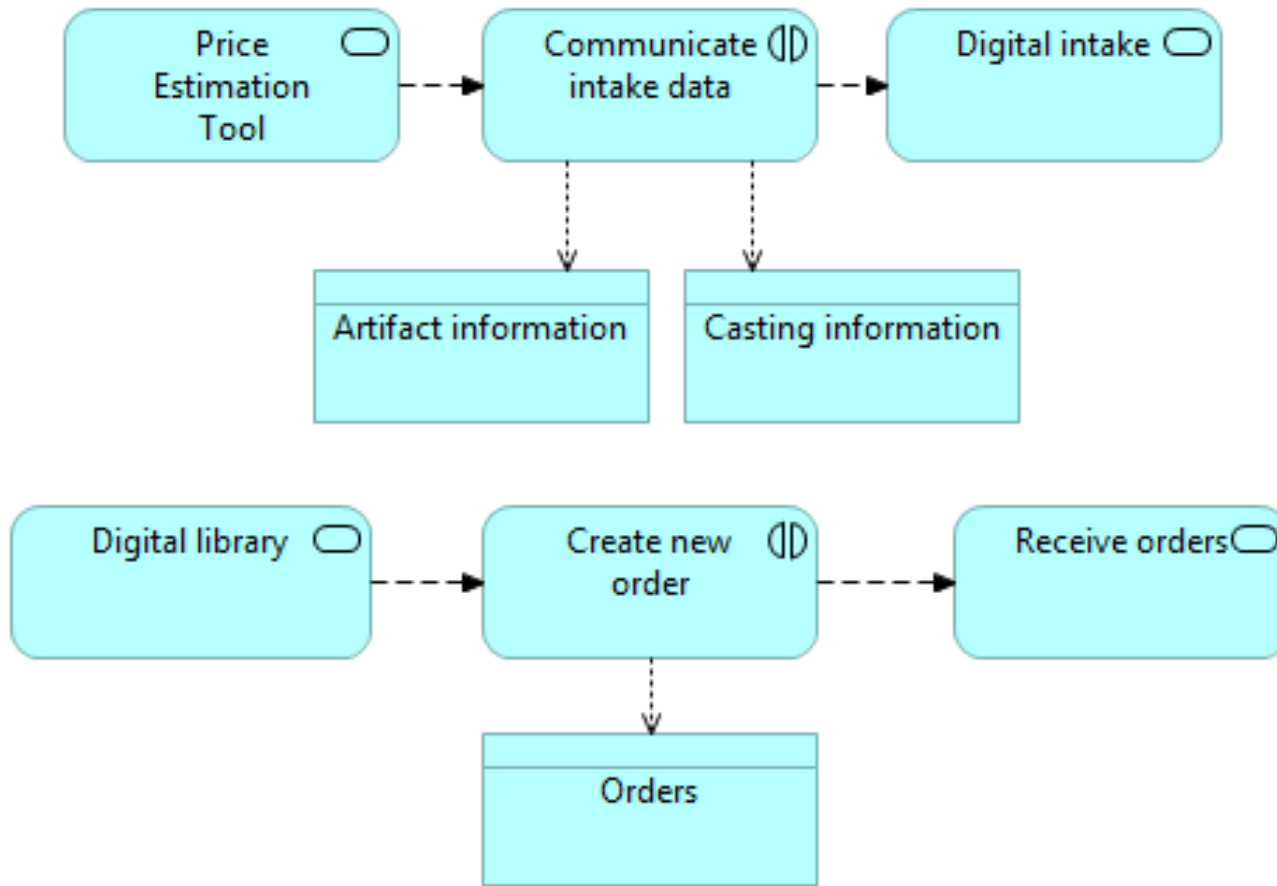 Price
Estimation
Tool
Communicate
intake data
Digital intake
Artifact information
Casting information
Digital library
Create new
order
Receive orders
Orders